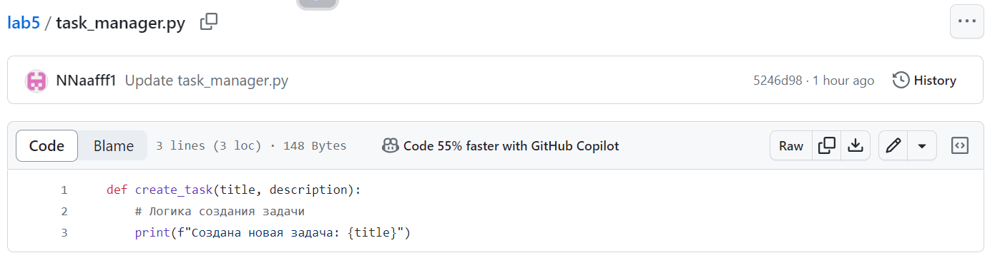 lab5 / task_manager.py
NNaafff1 Update task_manager.py 5246d98 · 1 hour ago History
Code Blame 3 lines (3 loc) · 148 Bytes Code 55% faster with GitHub Copilot Raw
1 def create_task(title, description):
2 # Логика создания задачи
3 print(f"Создана новая задача: {title}")